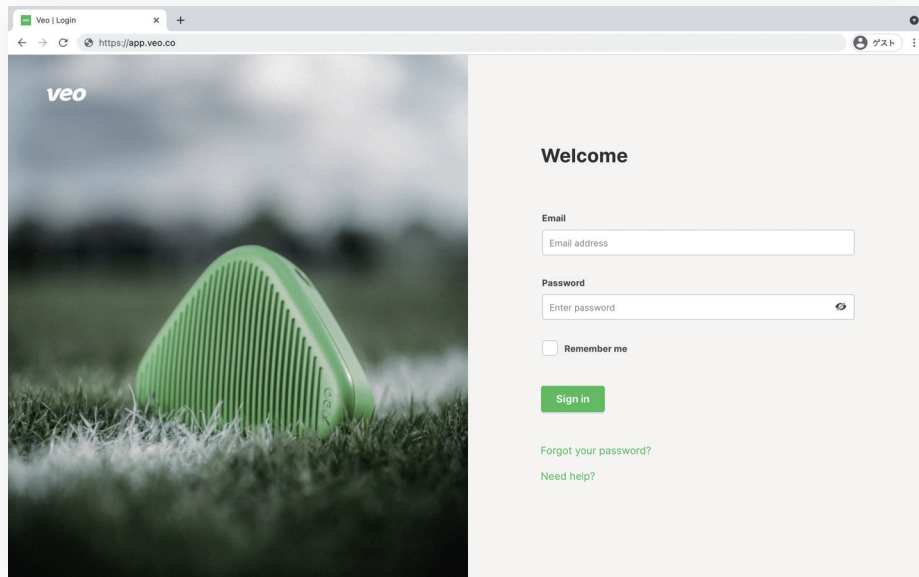 Veo | Login
https://app.veo.co
ゲスト
veo
veo
Welcome
Email
Email address
Password
Enter password
Remember me
Sign in
Forgot your password?
Need help?